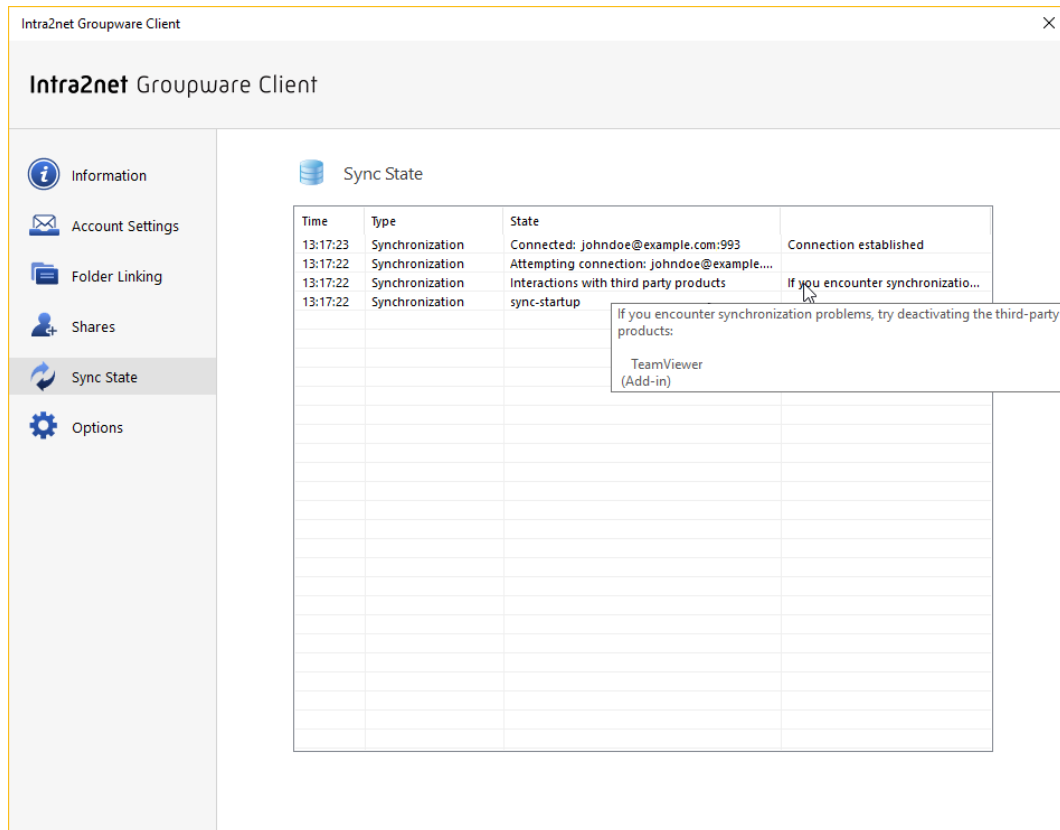 Intra2net Groupware Client
Intra2net Groupware Client
Information
Account Settings
Folder Linking
Shares
Sync State
Options
Sync State
Time Type State
13:17:23 Synchronization Connected: johndoe@example.com:993 Connection established
13:17:22 Synchronization Attempting connection: johndoe@example....
13:17:22 Synchronization Interactions with third party products If you encounter synchronizatio...
13:17:22 Synchronization sync-startup
If you encounter synchronization problems, try deactivating the third-party
products:
TeamViewer
(Add-in)